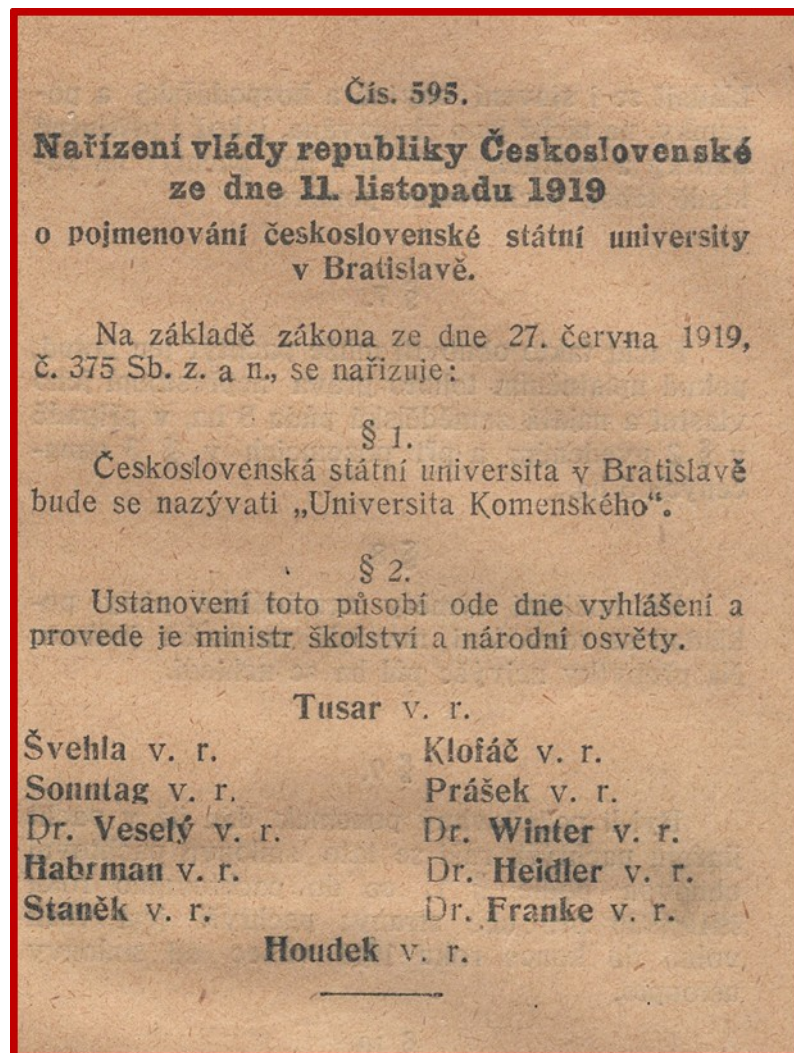 Čís. 595.
Nařízení vlády republiky Československé
ze dne 11. listopadu 1919
o pojmenování československé státní university
v Bratislavě.
Na základě zákona ze dne 27. června 1919,
č. 375 Sb. z. a n., se nařizuje:
§ 1.
Československá státní universita v Bratislavě
bude se nazývati „Universita Komenského“.
§ 2.
Ustanovení toto působí ode dne vyhlášení a
provede je ministr školství a národní osvěty.
Tusar v. r.
Švehla v. r. Klofáč v. r.
Sonntag v. r. Prášek v. r.
Dr. Veselý v. r. Dr. Winter v. r.
Habrman v. r. Dr. Heidler v. r.
Staněk v. r. Dr. Franke v. r.
Houdek v. r.